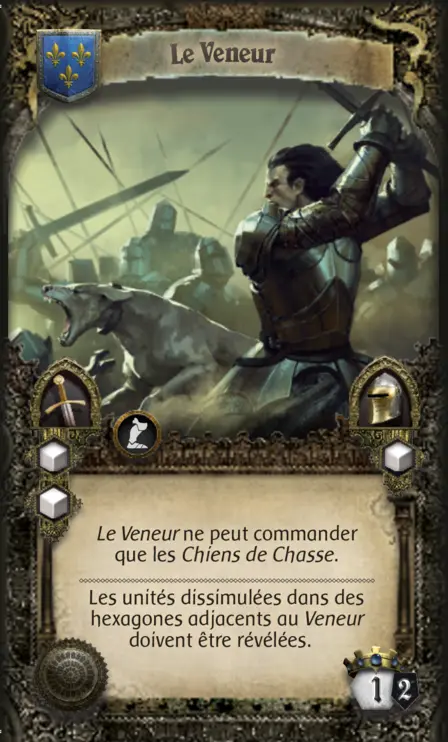 Le Veneur
Le Veneur ne peut commander
que les Chiens de Chasse.
Les unités dissimulées dans des
hexagones adjacents au Veneur
doivent être révélées.
1 2